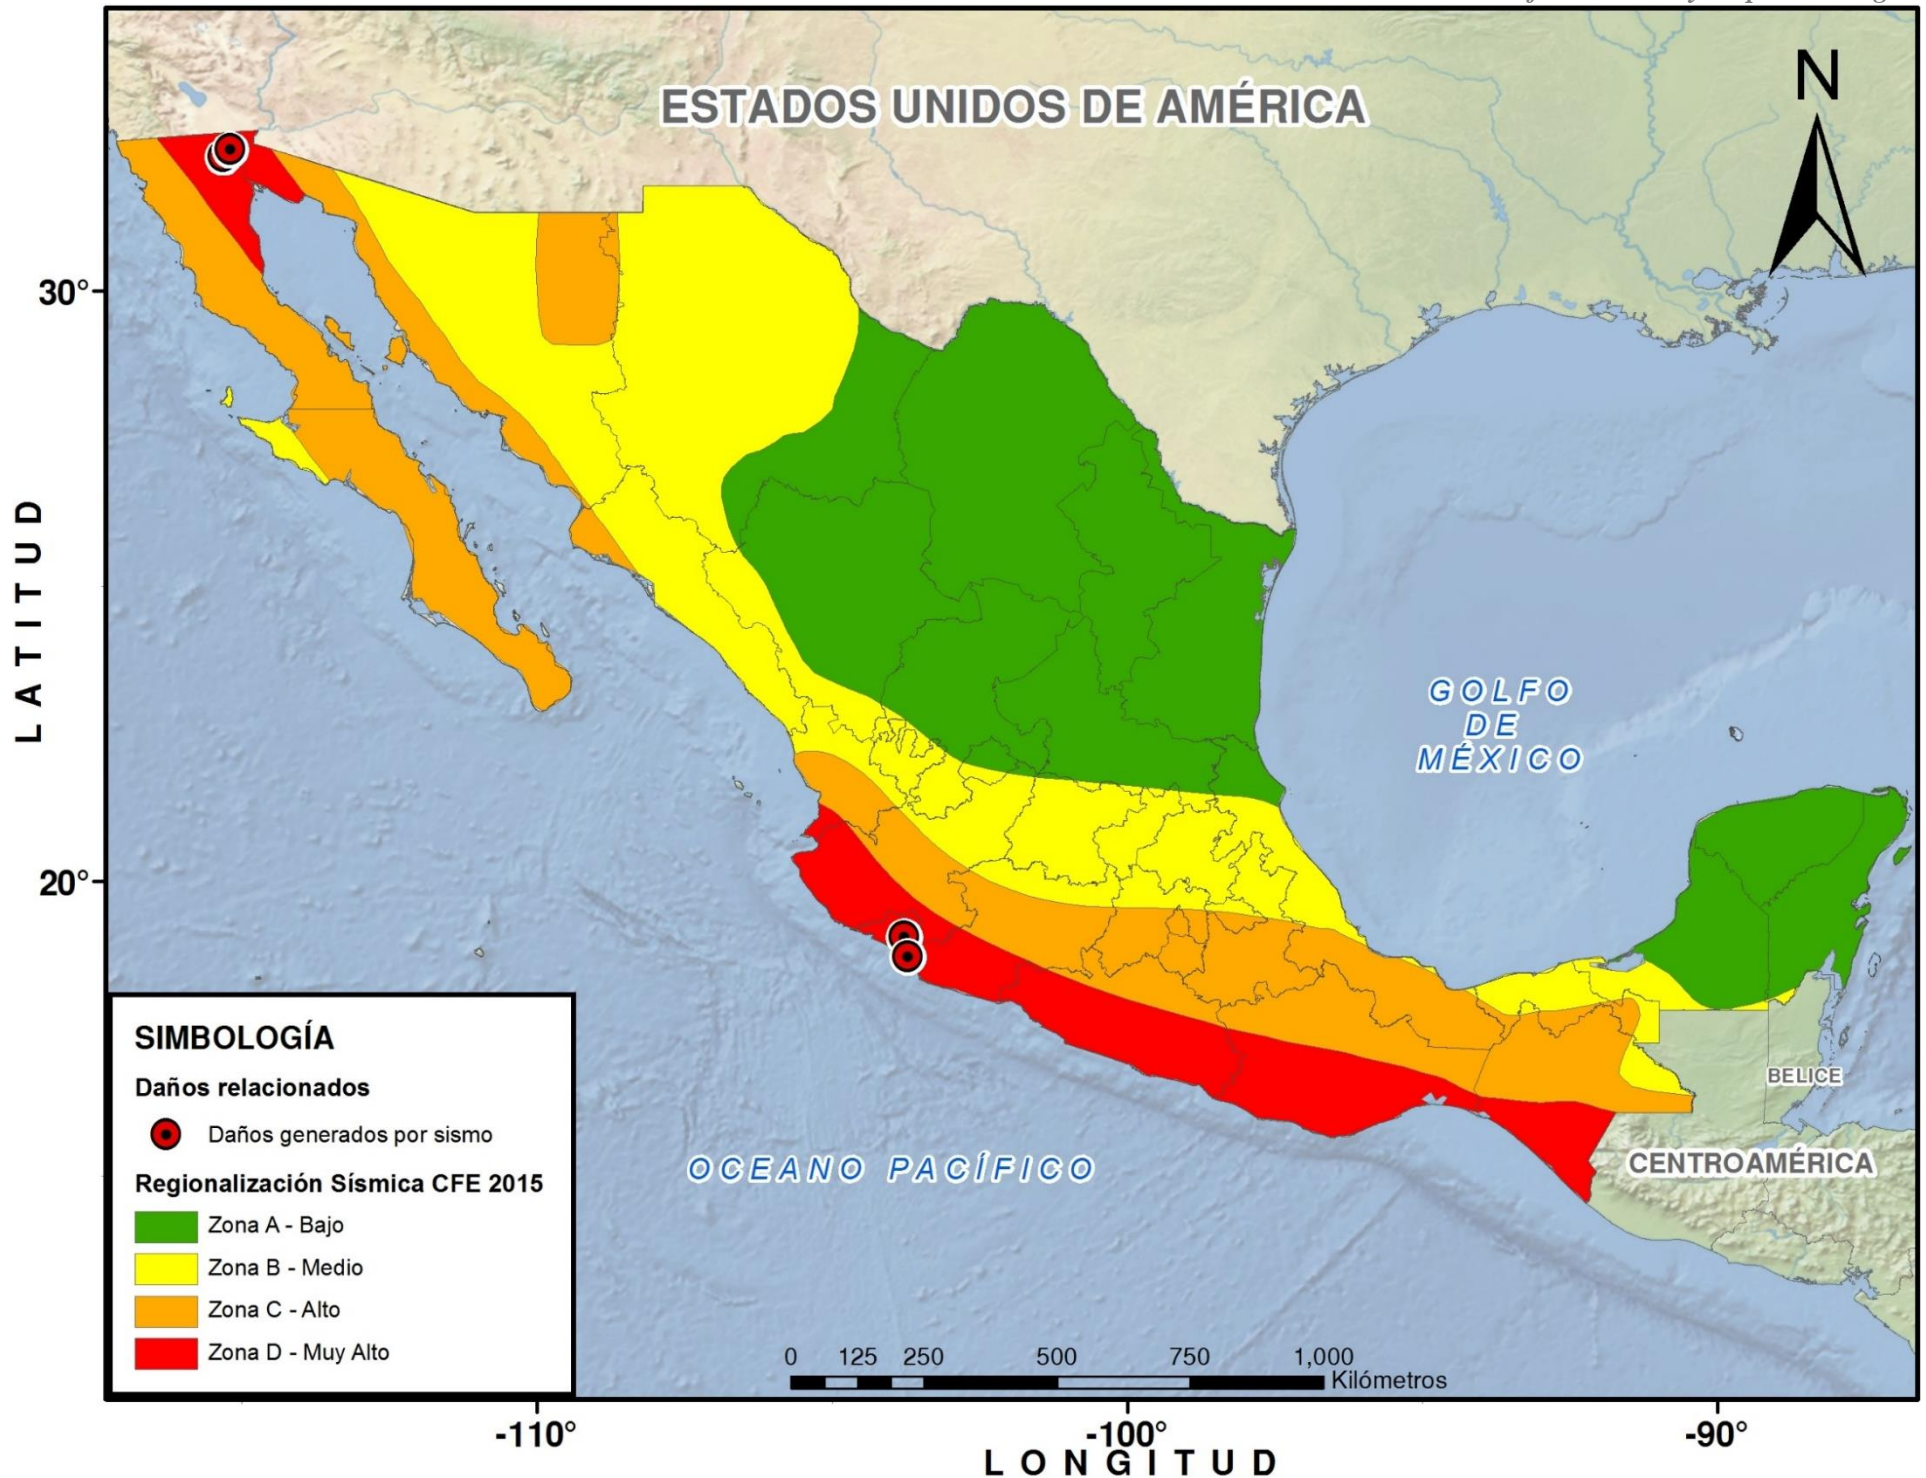 ESTADOS UNIDOS DE AMÉRICA
N
30°
20°
LATITUD
GOLFO
DE
MÉXICO
BELICE
CENTROAMÉRICA
OCEANO PACÍFICO
SIMBOLOGÍA
Daños relacionados
Daños generados por sismo
Regionalización Sísmica CFE 2015
Zona A - Bajo
Zona B - Medio
Zona C - Alto
Zona D - Muy Alto
0 125 250 500 750 1,000
Kilómetros
-110° -100° -90°
LONGITUD